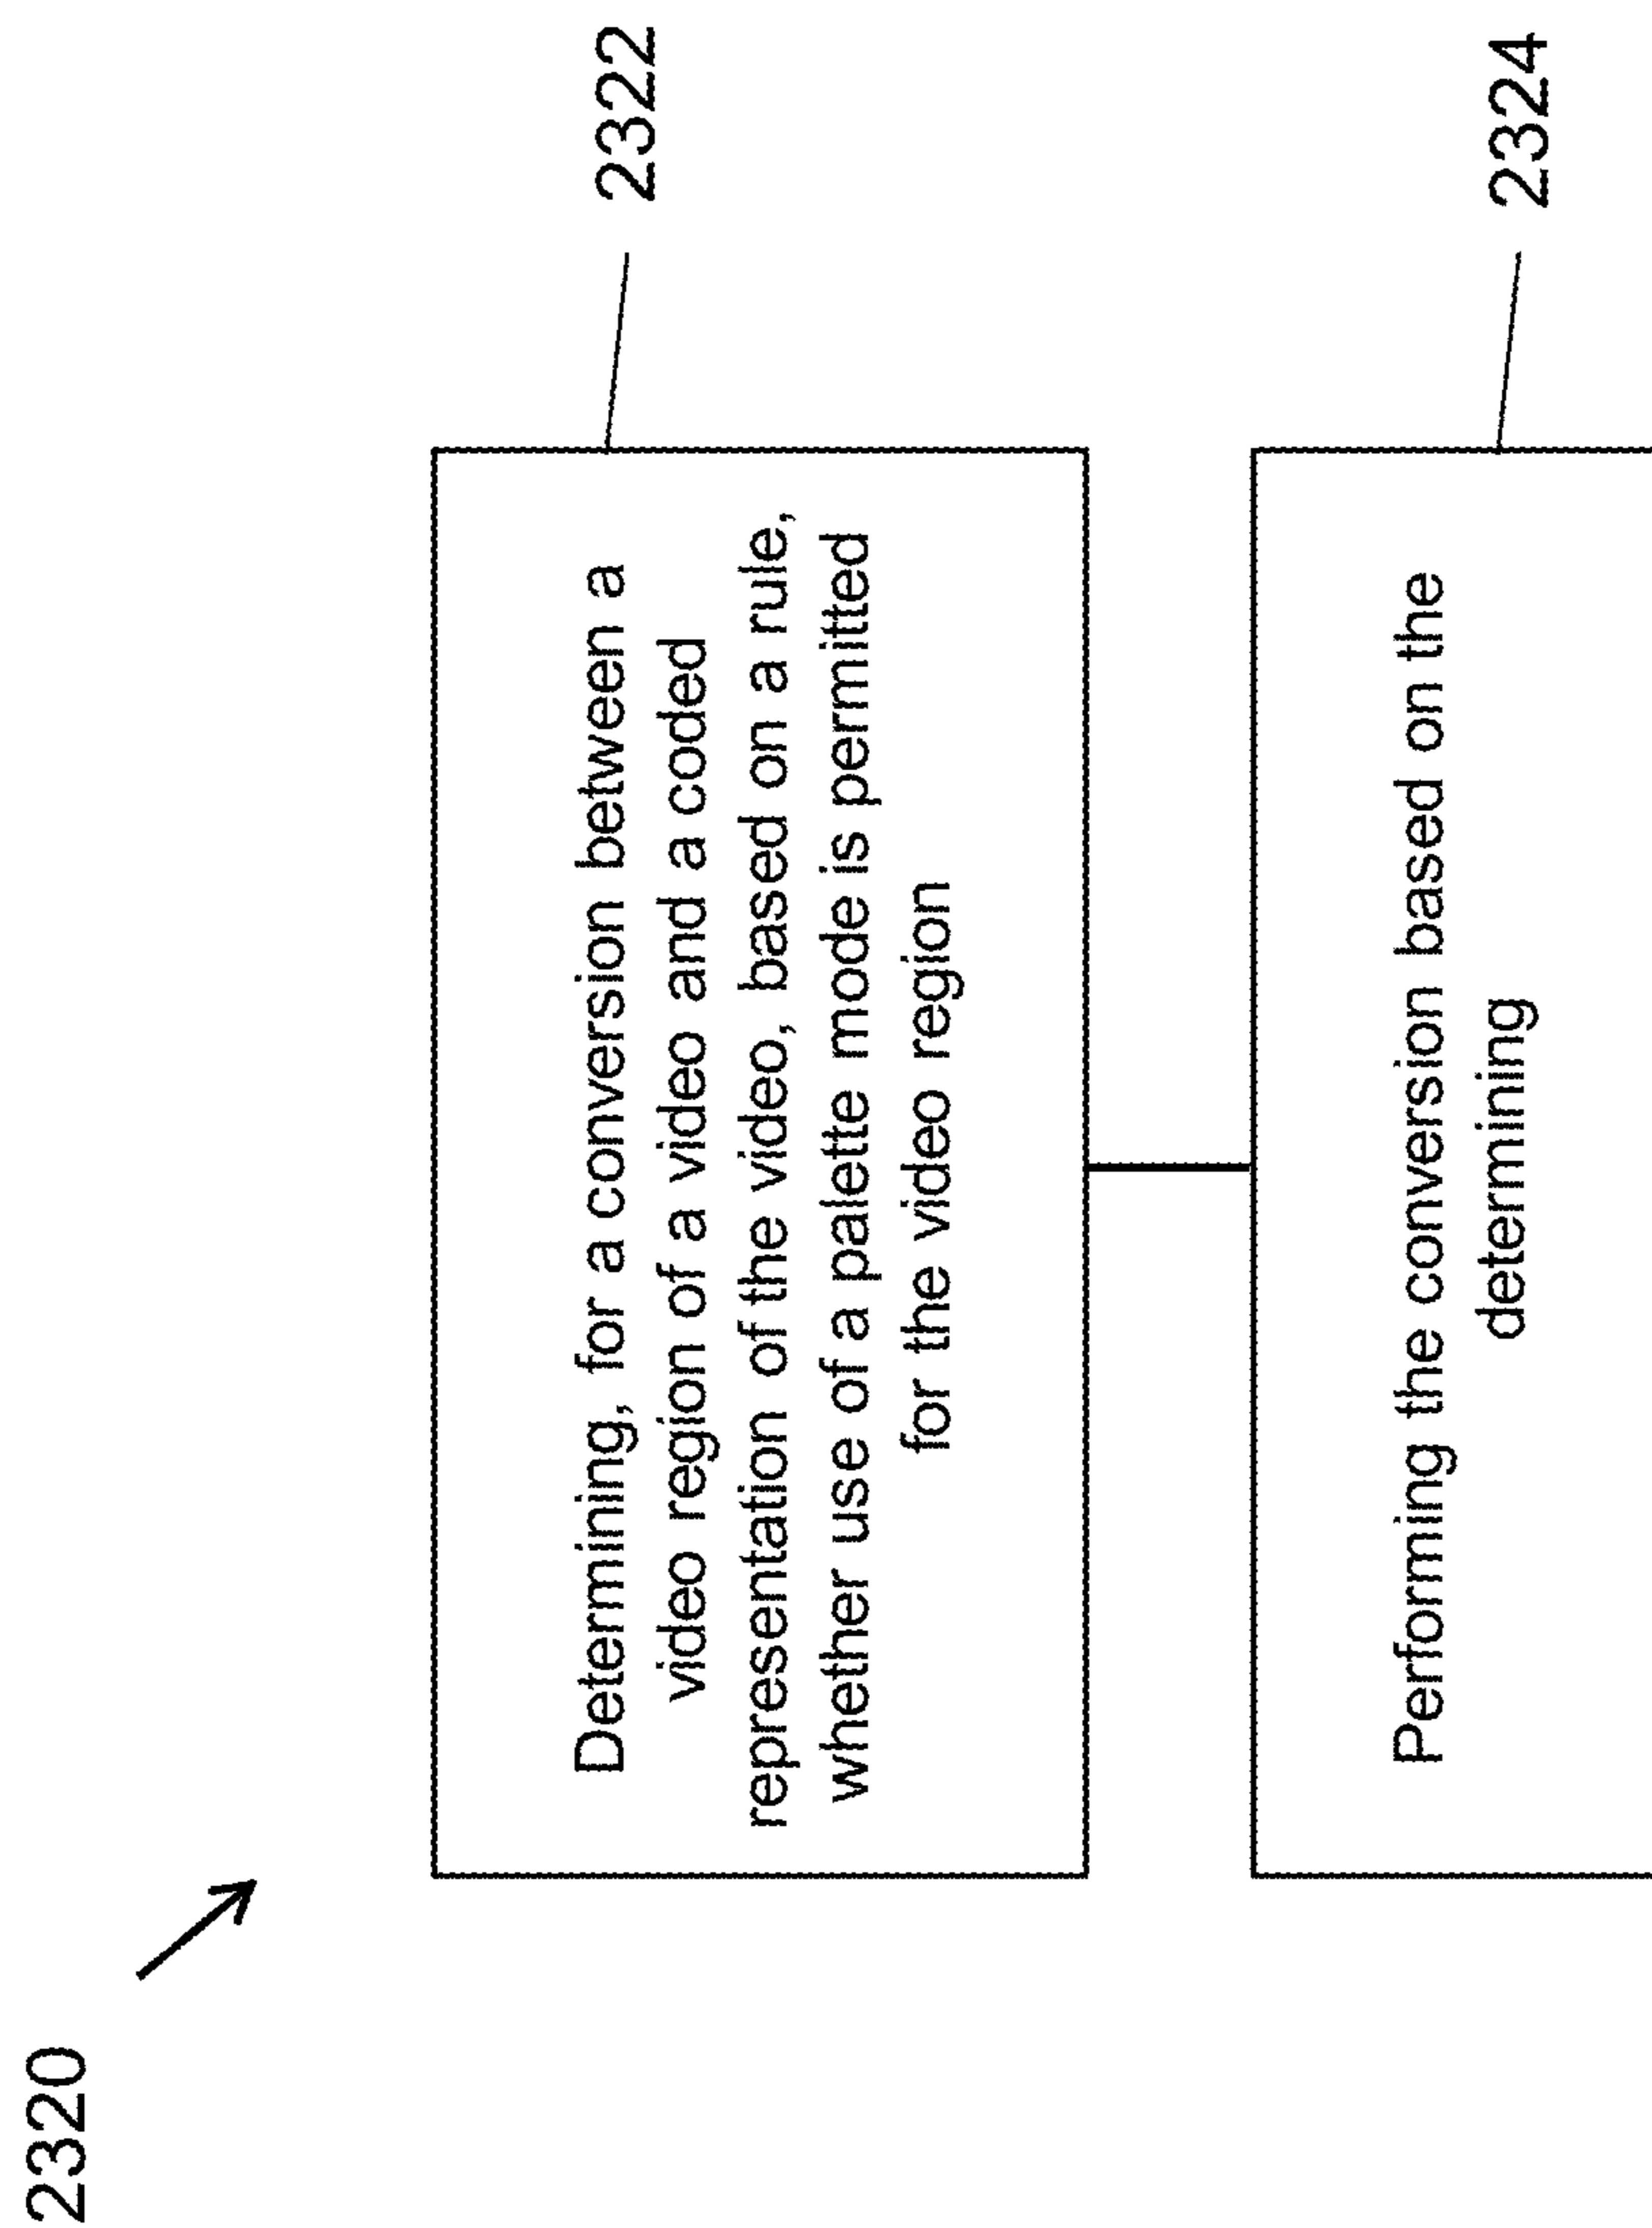 2320
Determining, for a conversion between a
video region of a video and a coded
representation of the video, based on a rule,
whether use of a palette mode is permitted
for the video region
2322
Performing the conversion based on the
determining
2324